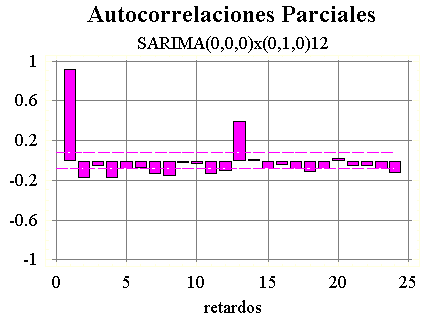 Autocorrelaciones Parciales
SARIMA(0,0,0)x(0,1,0)12
1
0.6
0.2
-0.2
-0.6
-1
0 5 10 15 20 25
retardos